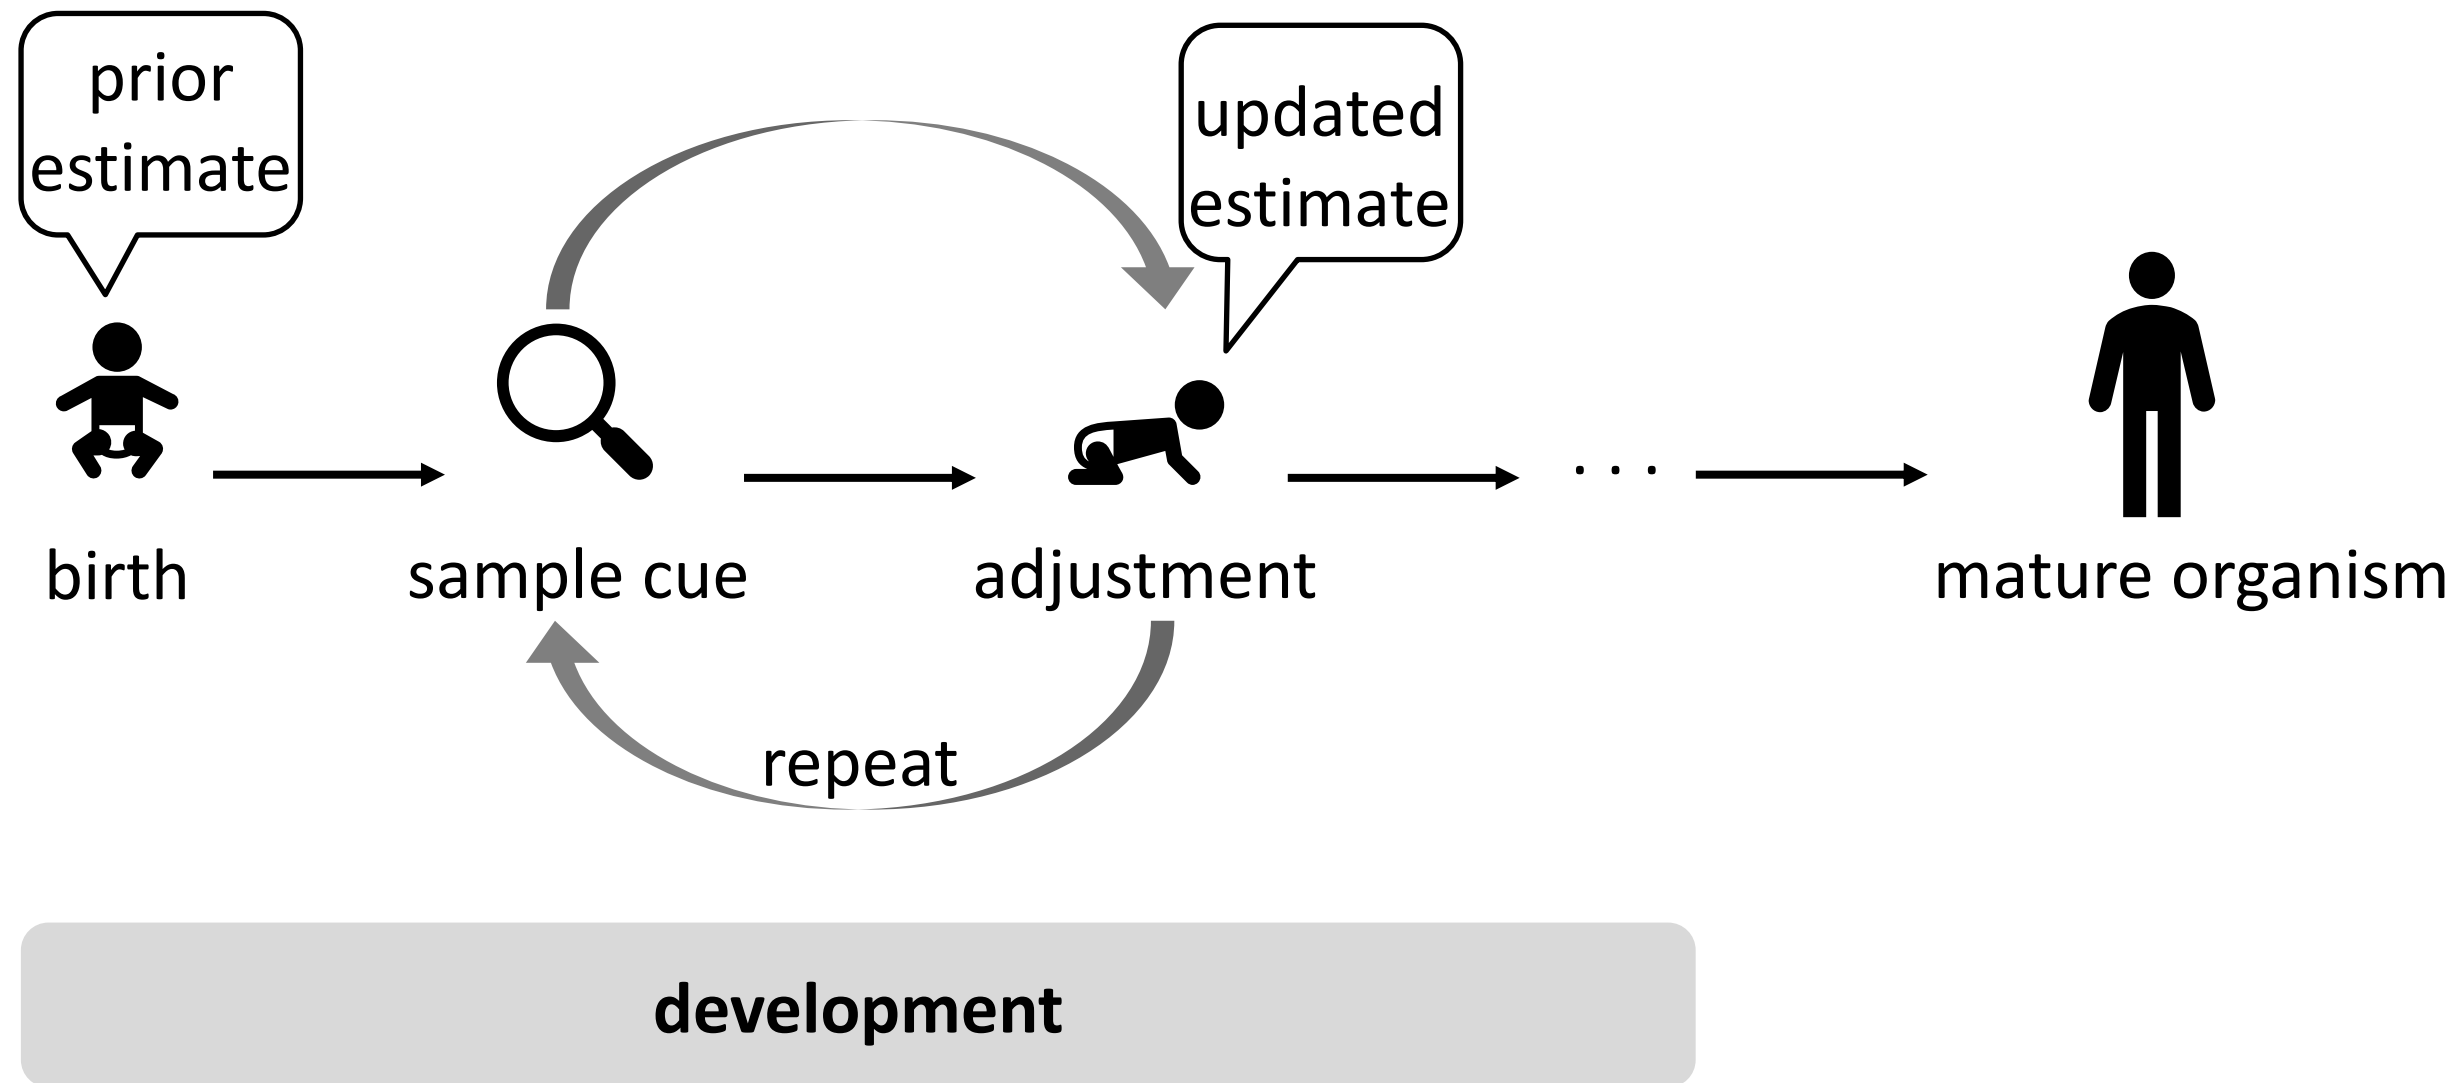 prior
estimate
updated
estimate
. . .
birth
sample cue
adjustment
mature organism
repeat
development